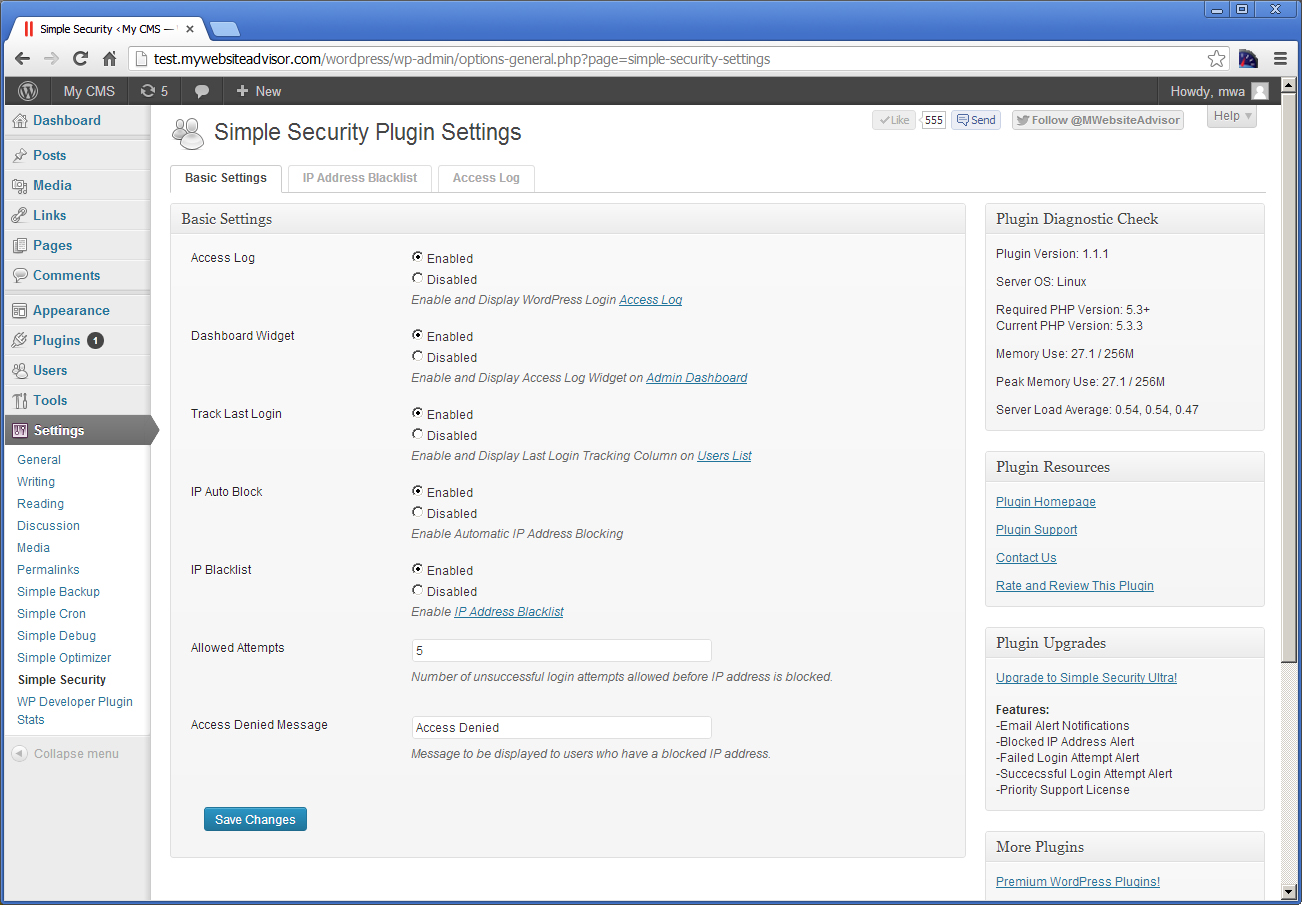 Simple Security ‹ My CMS —
test.mywebsiteadvisor.com/wordpress/wp-admin/options-general.php?page=simple-security-settings
My CMS 5 New Howdy, mwa
Dashboard
Posts
Media
Links
Pages
Comments
Appearance
Plugins 1
Users
Tools
Settings
General
Writing
Reading
Discussion
Media
Permalinks
Simple Backup
Simple Cron
Simple Debug
Simple Optimizer
Simple Security
WP Developer Plugin
Stats
Collapse menu
Simple Security Plugin Settings
Like 555 Send Follow @MWebsiteAdvisor Help
Basic Settings IP Address Blacklist Access Log
Basic Settings
Access Log
Enabled
Disabled
Enable and Display WordPress Login Access Log
Dashboard Widget
Enabled
Disabled
Enable and Display Access Log Widget on Admin Dashboard
Track Last Login
Enabled
Disabled
Enable and Display Last Login Tracking Column on Users List
IP Auto Block
Enabled
Disabled
Enable Automatic IP Address Blocking
IP Blacklist
Enabled
Disabled
Enable IP Address Blacklist
Allowed Attempts
5
Number of unsuccessful login attempts allowed before IP address is blocked.
Access Denied Message
Access Denied
Message to be displayed to users who have a blocked IP address.
Save Changes
Plugin Diagnostic Check
Plugin Version: 1.1.1
Server OS: Linux
Required PHP Version: 5.3+
Current PHP Version: 5.3.3
Memory Use: 27.1 / 256M
Peak Memory Use: 27.1 / 256M
Server Load Average: 0.54, 0.54, 0.47
Plugin Resources
Plugin Homepage
Plugin Support
Contact Us
Rate and Review This Plugin
Plugin Upgrades
Upgrade to Simple Security Ultra!
Features:
-Email Alert Notifications
-Blocked IP Address Alert
-Failed Login Attempt Alert
-Succecssful Login Attempt Alert
-Priority Support License
More Plugins
Premium WordPress Plugins!